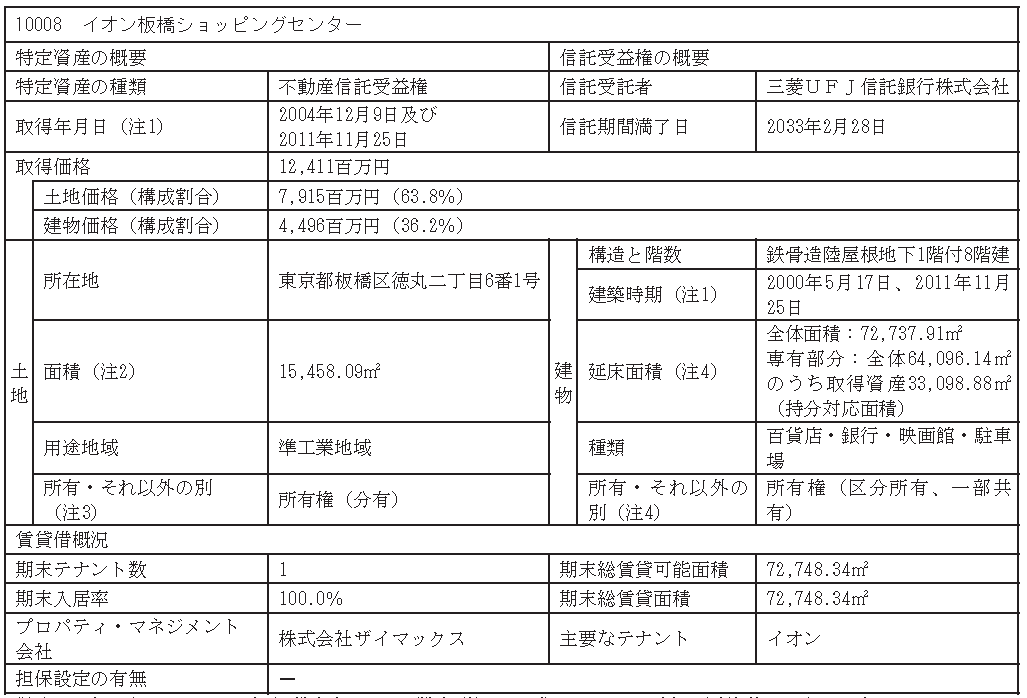 10008　イオン板橋ショッピングセンター
特定資産の概要
信託受益権の概要
特定資産の種類
不動産信託受益権
信託受託者
三菱ＵＦＪ信託銀行株式会社
取得年月日（注1）
2004年12月9日及び
2011年11月25日
信託期間満了日
2033年2月28日
取得価格
12,411百万円
土地価格（構成割合）
7,915百万円（63.8%）
建物価格（構成割合）
4,496百万円（36.2%）
土地
所在地
東京都板橋区徳丸二丁目6番1号
建物
構造と階数
鉄骨造陸屋根地下1階付8階建
建築時期（注1）
2000年5月17日、2011年11月
25日
面積（注2）
15,458.09㎡
延床面積（注4）
全体面積：72,737.91㎡
専有部分：全体64,096.14㎡
のうち取得資産33,098.88㎡
（持分対応面積）
用途地域
準工業地域
種類
百貨店・銀行・映画館・駐車
場
所有・それ以外の別
（注3）
所有権（分有）
所有・それ以外の
別（注4）
所有権（区分所有、一部共
有）
賃貸借概況
期末テナント数
1
期末総賃貸可能面積
72,748.34㎡
期末入居率
100.0%
期末総賃貸面積
72,748.34㎡
プロパティ・マネジメント
会社
株式会社ザイマックス
主要なテナント
イオン
担保設定の有無
－